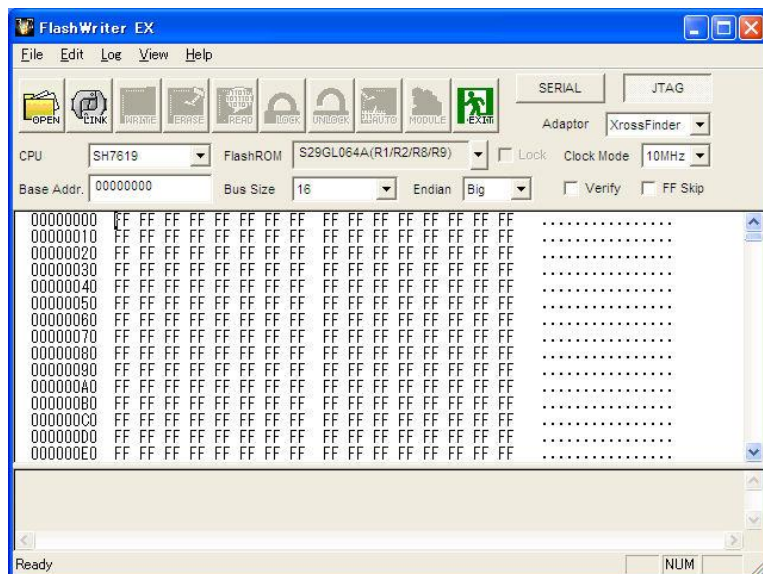 FlashWriter EX
File Edit Log View Help
OPEN LINK WRITE ERASE READ LOCK UNLOCK AUTO MODULE EXIT
SERIAL JTAG
Adaptor XrossFinder
CPU SH7619 FlashROM S29GL064A(R1/R2/R8/R9) Lock Clock Mode 10MHz
Base Addr. 00000000 Bus Size 16 Endian Big Verify FF Skip
00000000 FF FF FF FF FF FF FF FF FF FF FF FF FF FF FF FF ................
00000010 FF FF FF FF FF FF FF FF FF FF FF FF FF FF FF FF ................
00000020 FF FF FF FF FF FF FF FF FF FF FF FF FF FF FF FF ................
00000030 FF FF FF FF FF FF FF FF FF FF FF FF FF FF FF FF ................
00000040 FF FF FF FF FF FF FF FF FF FF FF FF FF FF FF FF ................
00000050 FF FF FF FF FF FF FF FF FF FF FF FF FF FF FF FF ................
00000060 FF FF FF FF FF FF FF FF FF FF FF FF FF FF FF FF ................
00000070 FF FF FF FF FF FF FF FF FF FF FF FF FF FF FF FF ................
00000080 FF FF FF FF FF FF FF FF FF FF FF FF FF FF FF FF ................
00000090 FF FF FF FF FF FF FF FF FF FF FF FF FF FF FF FF ................
000000A0 FF FF FF FF FF FF FF FF FF FF FF FF FF FF FF FF ................
000000B0 FF FF FF FF FF FF FF FF FF FF FF FF FF FF FF FF ................
000000C0 FF FF FF FF FF FF FF FF FF FF FF FF FF FF FF FF ................
000000D0 FF FF FF FF FF FF FF FF FF FF FF FF FF FF FF FF ................
000000E0 FF FF FF FF FF FF FF FF FF FF FF FF FF FF FF FF ................
Ready NUM